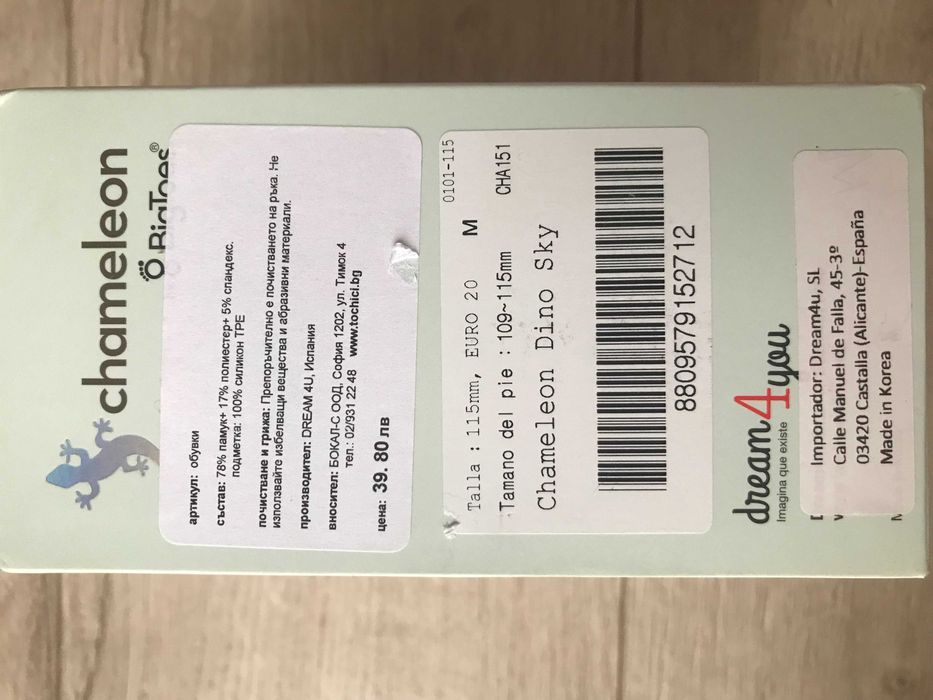 chameleon
BigToes®
артикул: обувки
състав: 78% памук+ 17% полиестер+ 5% спандекс.
подметка: 100% силикон TPE
почистване и грижа: Препоръчително е почистването на ръка. Не
използвайте избелващи вещества и абразивни материали.
производител: DREAM 4U, Испания
вносител: БОКАЛ-С ООД, София 1202, ул. Тимок 4
тел.: 02/931 22 48 www.tochici.bg
цена: 39. 80 лв
0101-115
Talla : 115mm, EURO 20 M
Tamano del pie : 109~115mm CHA151
Chameleon Dino Sky
8809579152712
dream4you
Imagina que existe
Importador: Dream4u, SL
Calle Manuel de Falla, 45-3º
03420 Castalla (Alicante)- España
Made in Korea